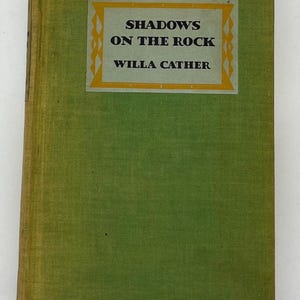 SHADOWS
ON THE ROCK
WILLA CATHER